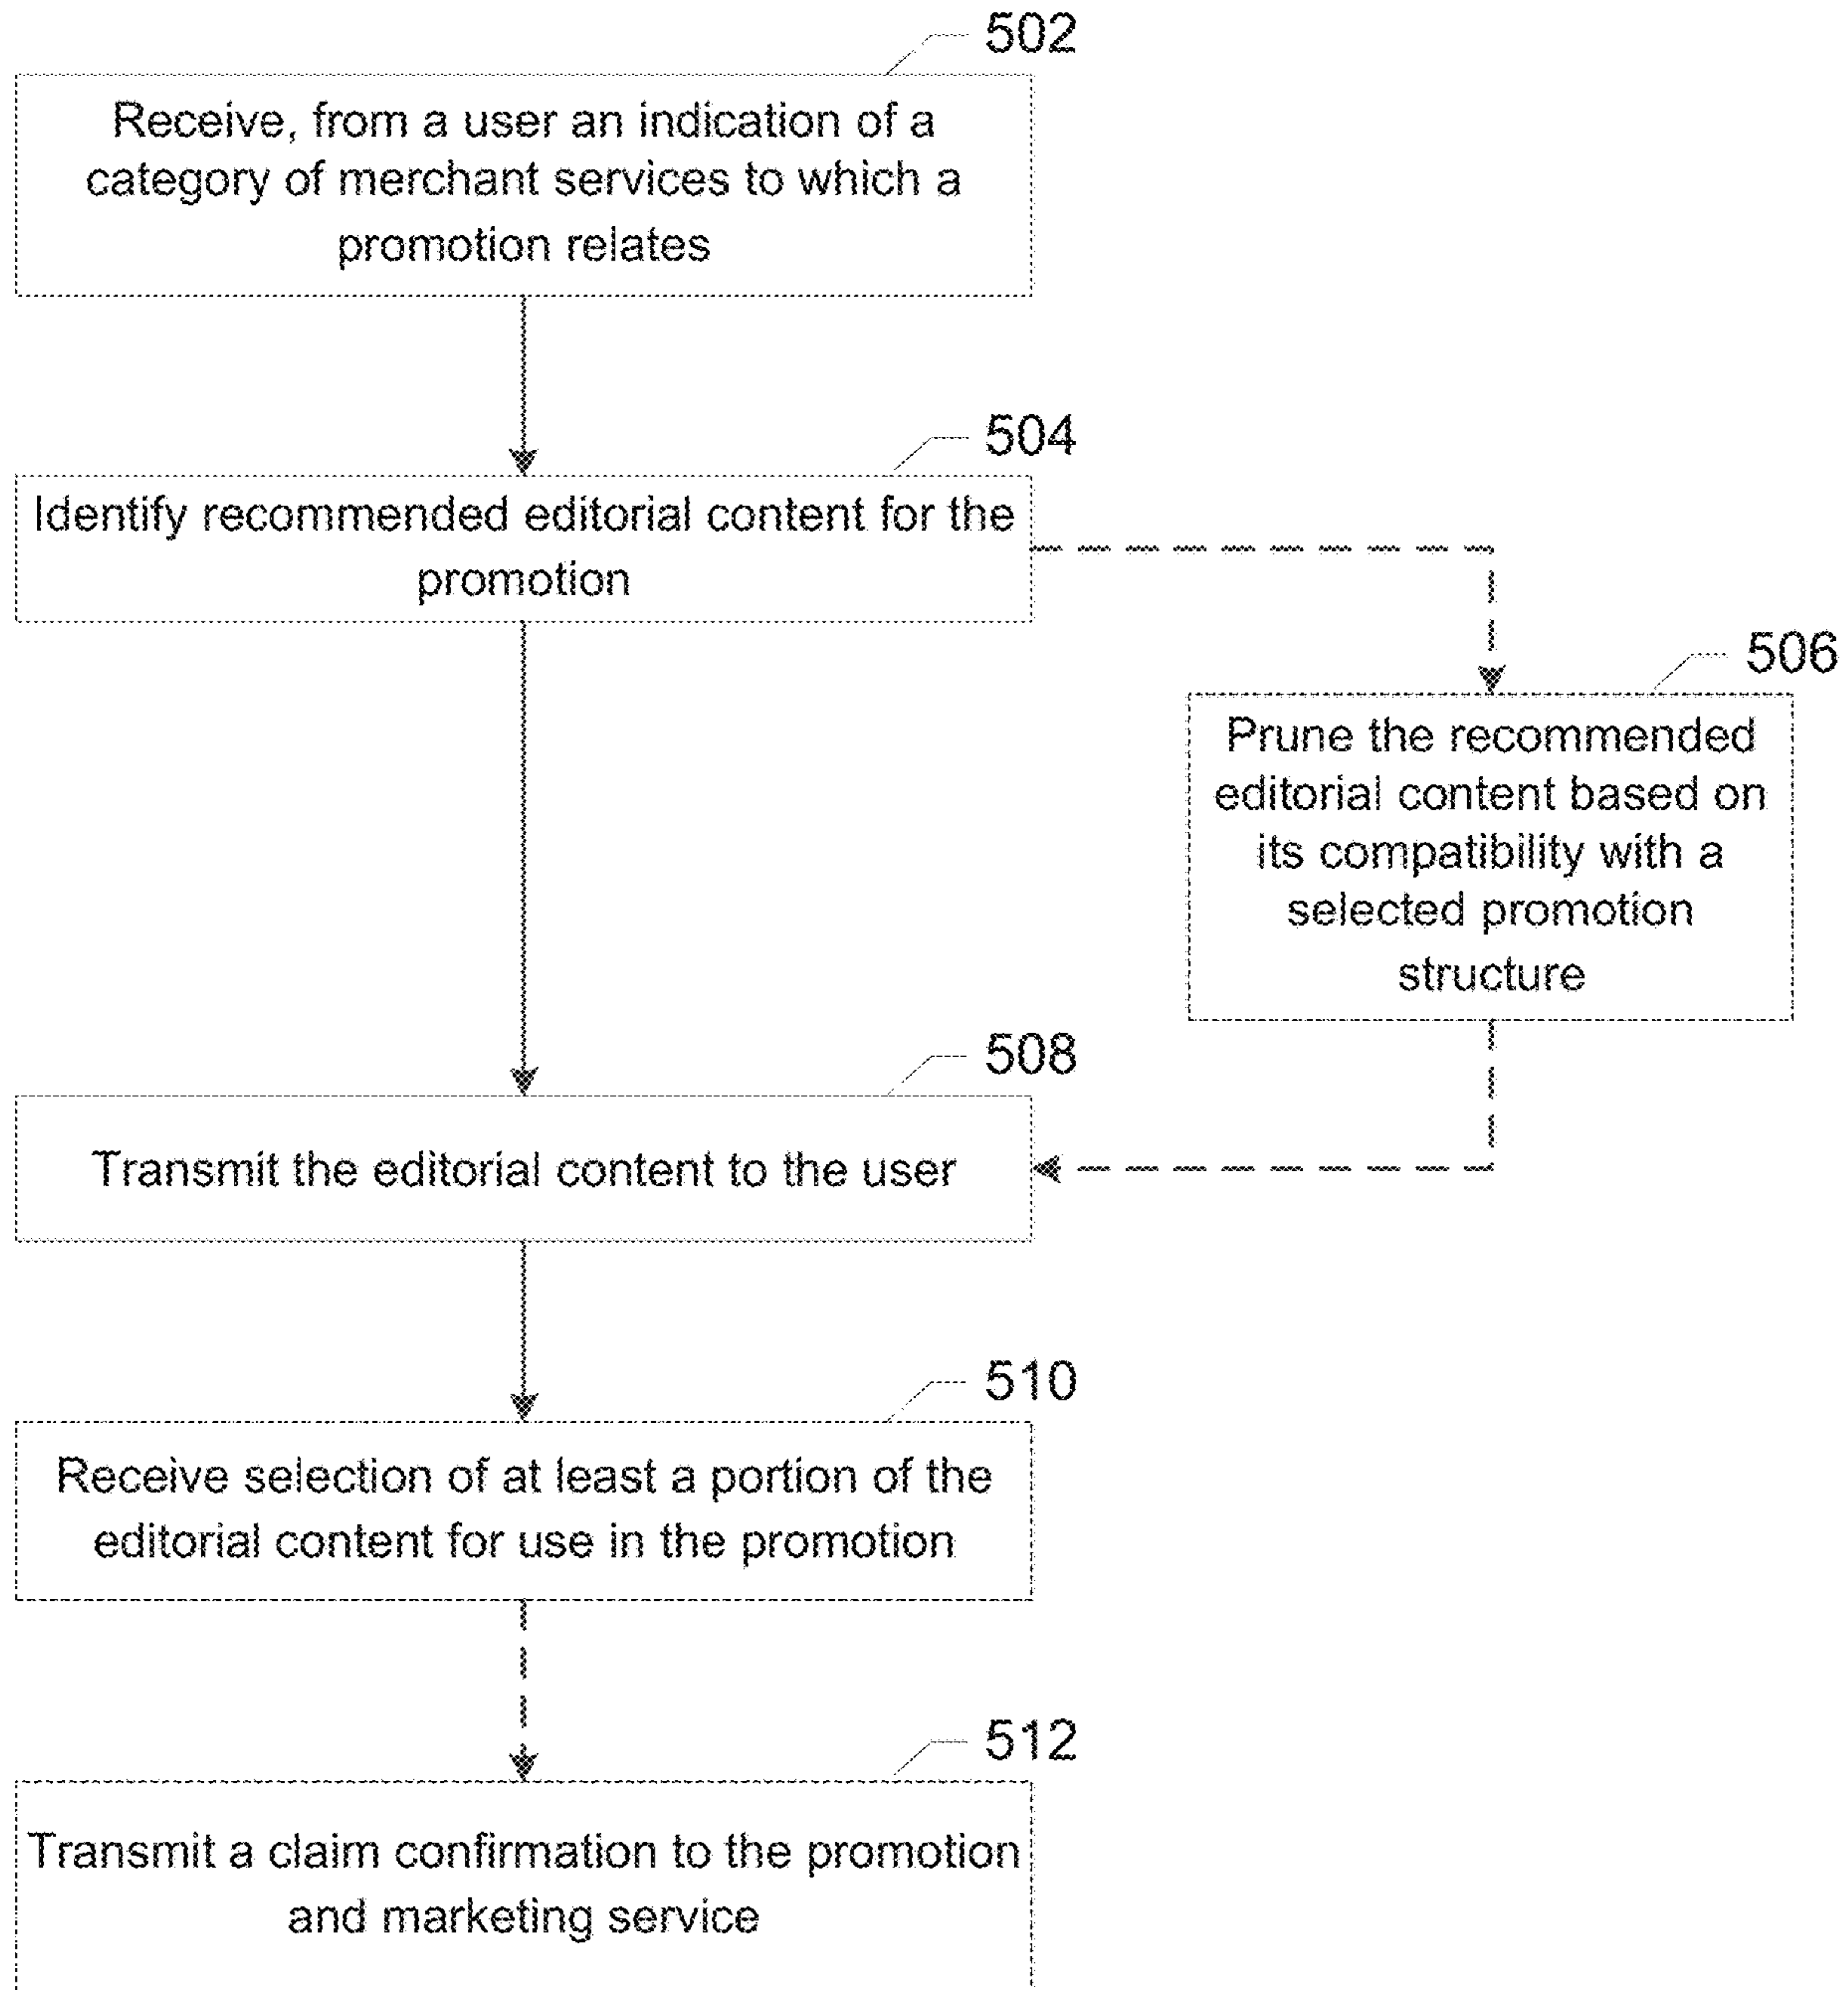 502
Receive, from a user an indication of a
category of merchant services to which a
promotion relates
504
Identify recommended editorial content for the
promotion
506
Prune the recommended
editorial content based on
its compatibility with a
selected promotion
structure
508
Transmit the editorial content to the user
510
Receive selection of at least a portion of the
editorial content for use in the promotion
512
Transmit a claim confirmation to the promotion
and marketing service